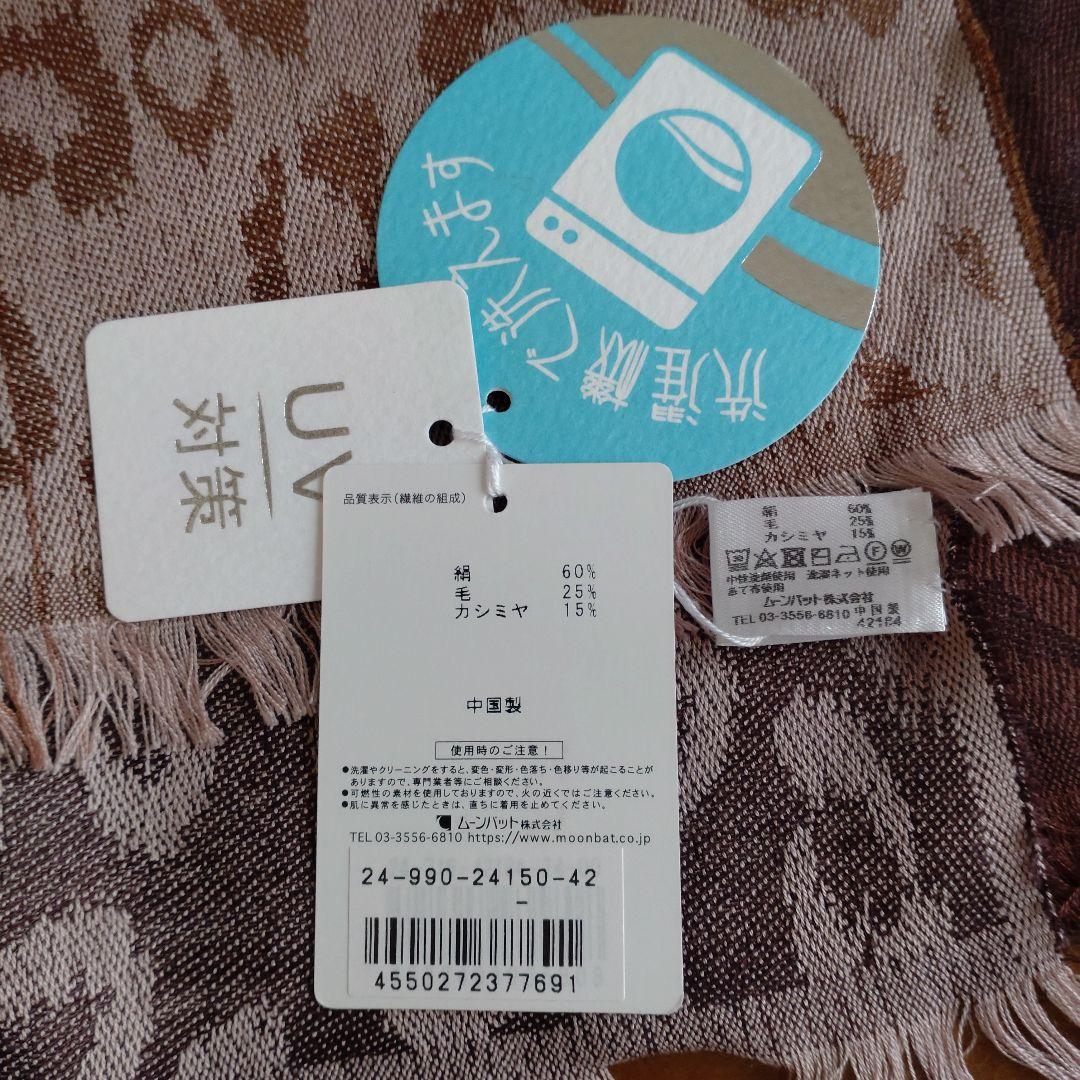 洗濯機
で洗えます
UV
対策
品質表示(繊維の組成)
絹 60%
毛 25%
カシミヤ 15%
中国製
使用時のご注意!
●洗濯やクリーニングをすると、変色・変形・色落ち・色移り等が起こることが
ありますので、専門業者等にご相談ください。
●可燃性の素材を使用しておりますので、火の近くではご注意ください。
●肌に異常を感じたときは、直ちに着用を止めてください。
ムーンバット株式会社
TEL 03-3556-6810 https://www.moonbat.co.jp
24-990-24150-42
-
4550272377691
絹 60%
毛 25%
カシミヤ 15%
中性洗剤使用 洗濯ネット使用
あて布使用
ムーンバット株式会社
TEL 03-3556-6810 中国製
42184